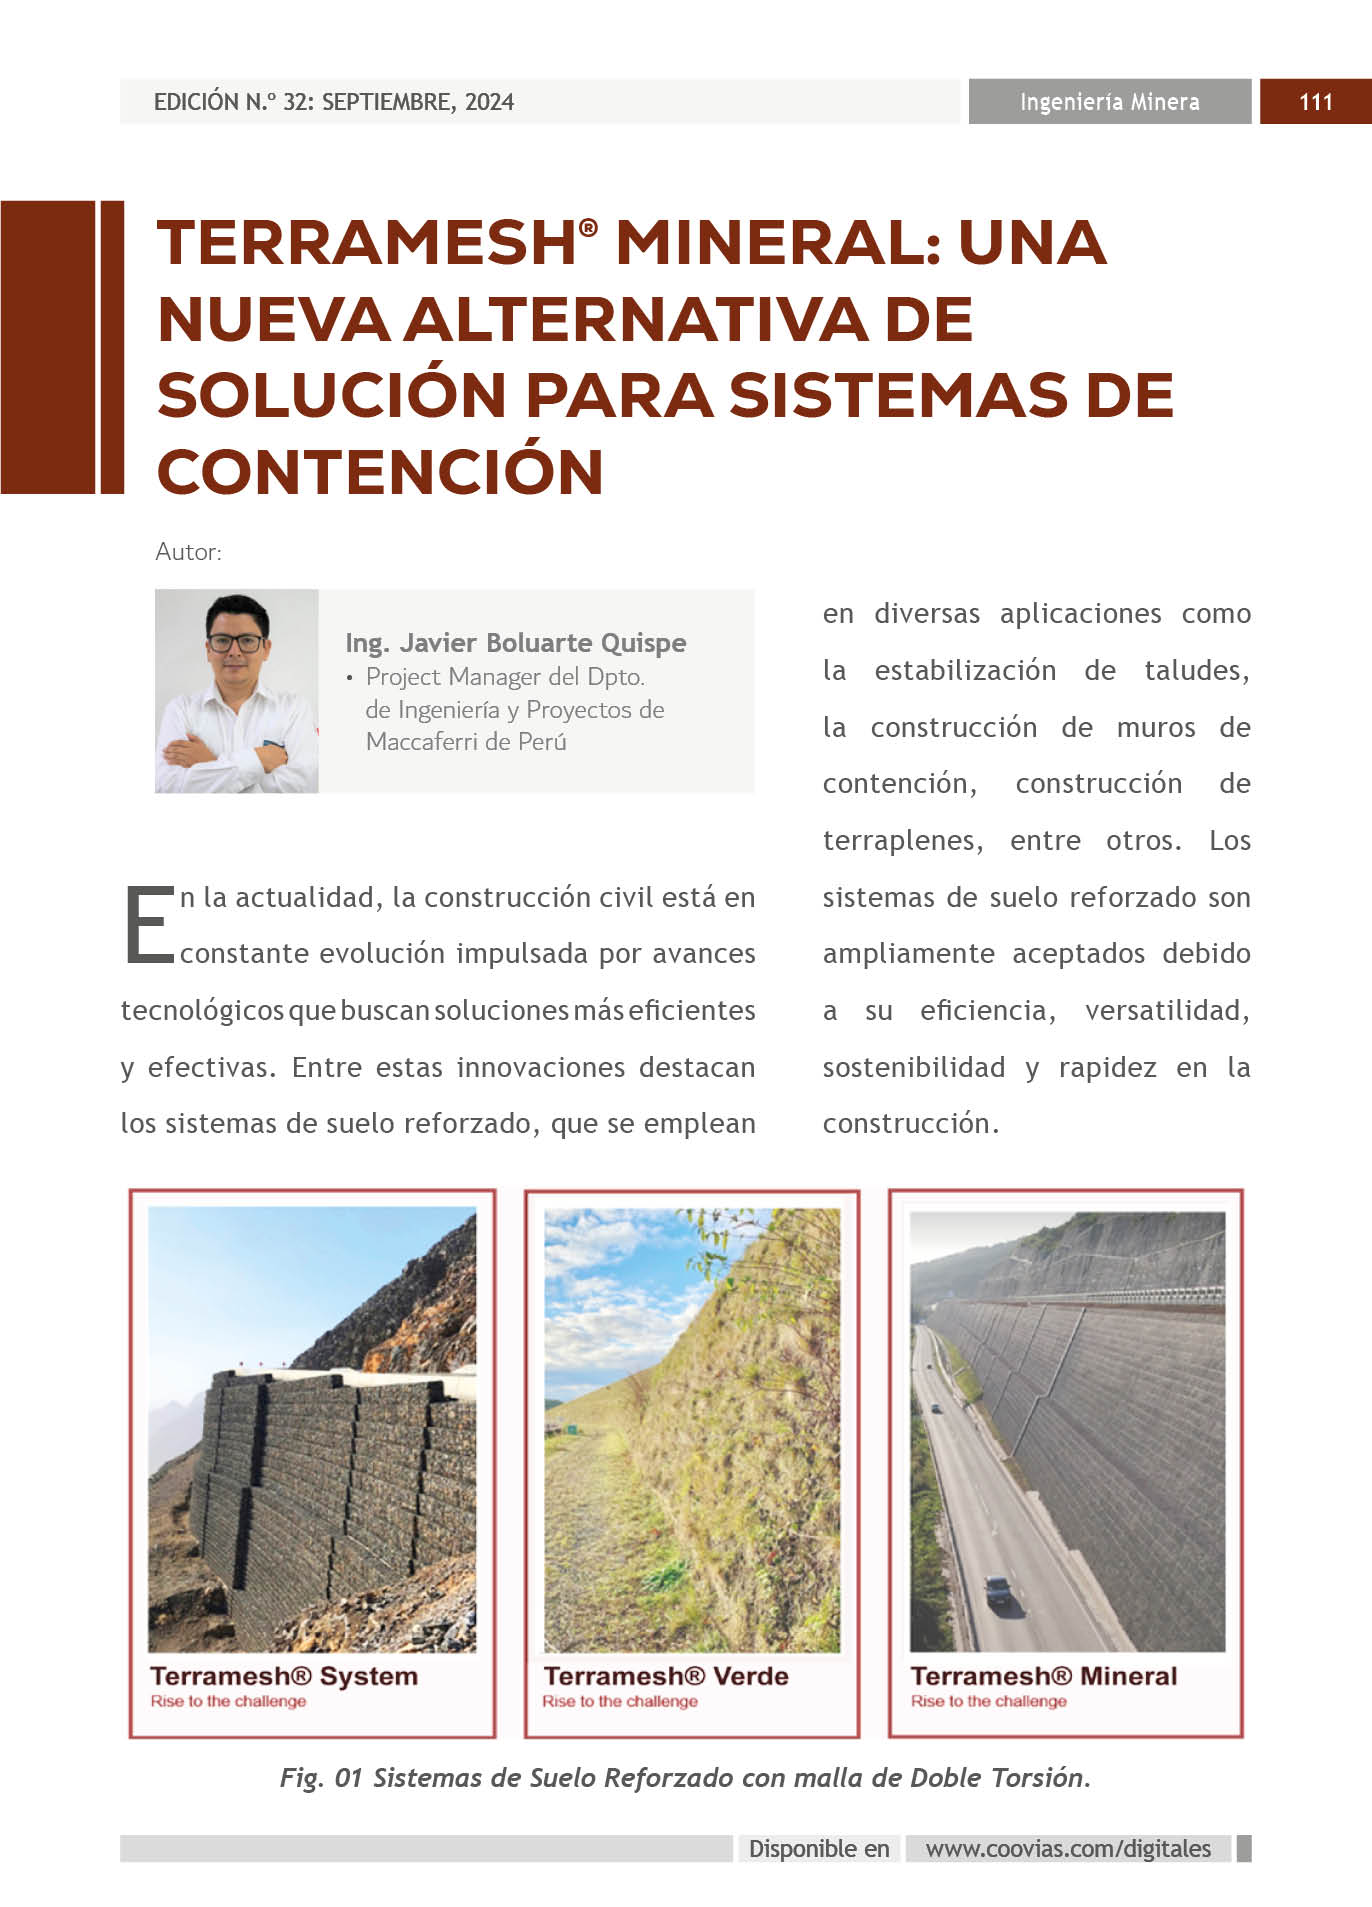 EDICIÓN N.º 32: SEPTIEMBRE, 2024
Ingeniería Minera
111
TERRAMESH® MINERAL: UNA
NUEVA ALTERNATIVA DE
SOLUCIÓN PARA SISTEMAS DE
CONTENCIÓN
Autor:
Ing. Javier Boluarte Quispe
• Project Manager del Dpto.
de Ingeniería y Proyectos de
Maccaferri de Perú
En la actualidad, la construcción civil está en
constante evolución impulsada por avances
tecnológicos que buscan soluciones más eficientes
y efectivas. Entre estas innovaciones destacan
los sistemas de suelo reforzado, que se emplean
en diversas aplicaciones como
la estabilización de taludes,
la construcción de muros de
contención, construcción de
terraplenes, entre otros. Los
sistemas de suelo reforzado son
ampliamente aceptados debido
a su eficiencia, versatilidad,
sostenibilidad y rapidez en la
construcción.
Terramesh® System
Rise to the challenge
Terramesh® Verde
Rise to the challenge
Terramesh® Mineral
Rise to the challenge
Fig. 01 Sistemas de Suelo Reforzado con malla de Doble Torsión.
Disponible en
www.coovias.com/digitales